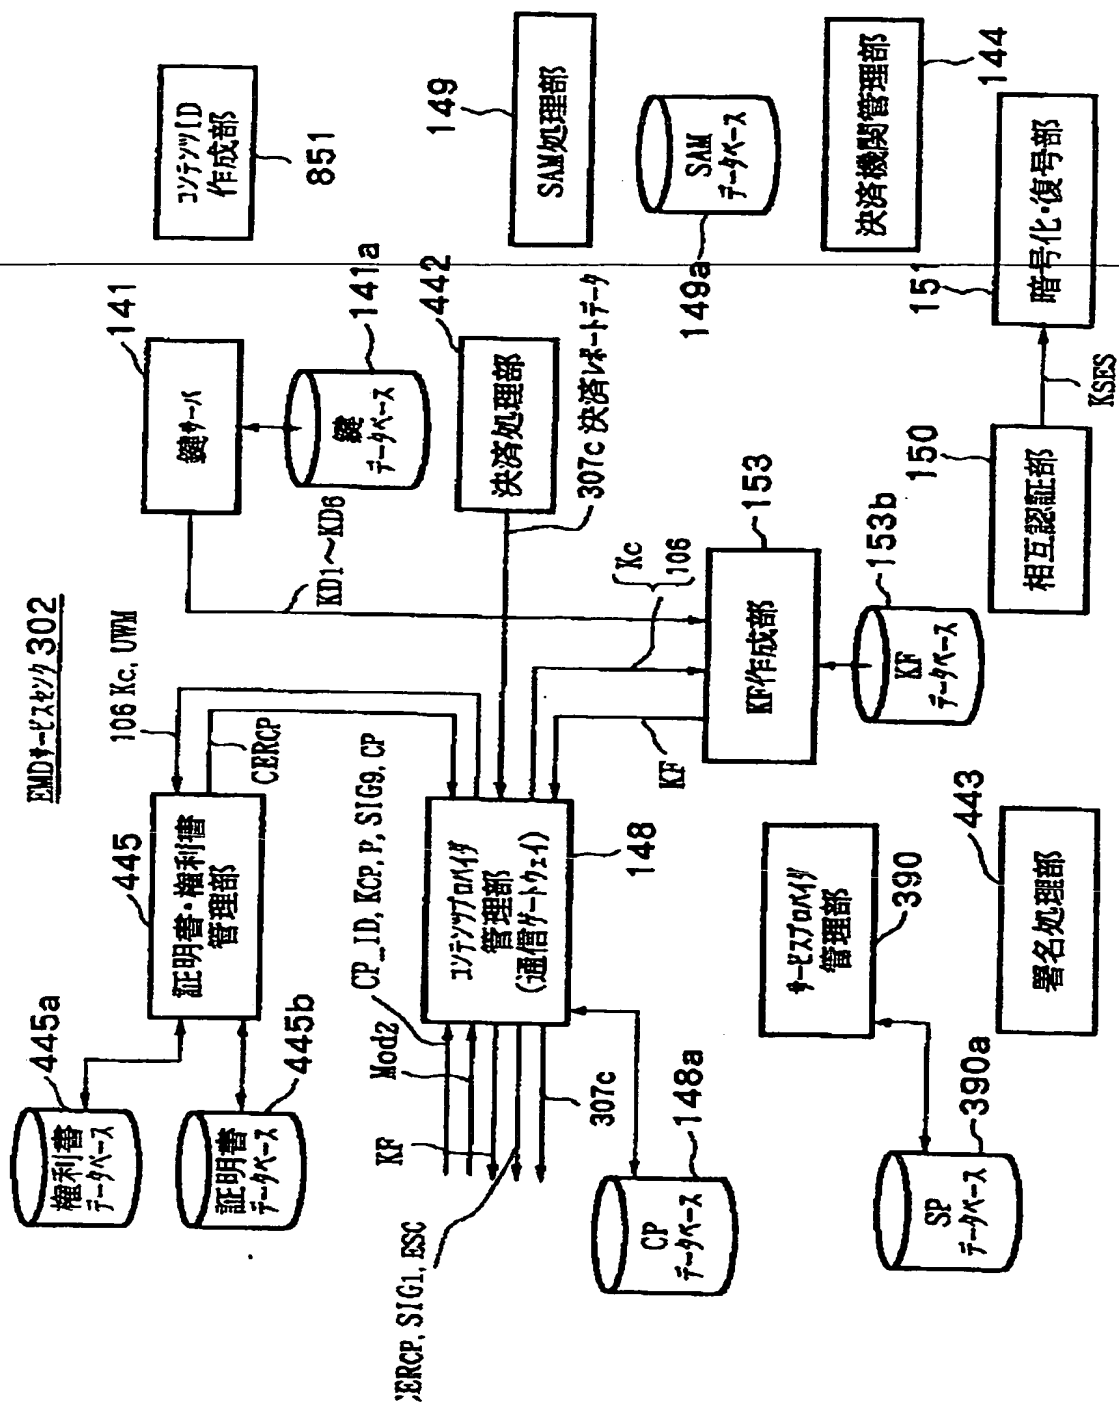 EMDサービスセンタ302
権利書
データベース
445a
証明書
データベース
445b
445
証明書・権利書
管理部
106 Kc, UWM
CERCP
141
鍵サーバ
鍵
データベース
141a
KD1~KD6
コンテンツID
作成部
851
442
決済処理部
307c 決済レポートデータ
149
SAM処理部
SAM
データベース
149a
決済機関管理部
144
CP_ID, KCP, P, SIG9, CP
Mod2
KF
CERCP, SIG1, ESC
307c
コンテンツプロバイダ
管理部
(通信ゲートウェイ)
148
CP
データベース
148a
Kc
106
KF
KF作成部
153
KF
データベース
153b
サービスプロバイダ
管理部
390
SP
データベース
390a
443
署名処理部
150
相互認証部
KSES
151
暗号化・復号部